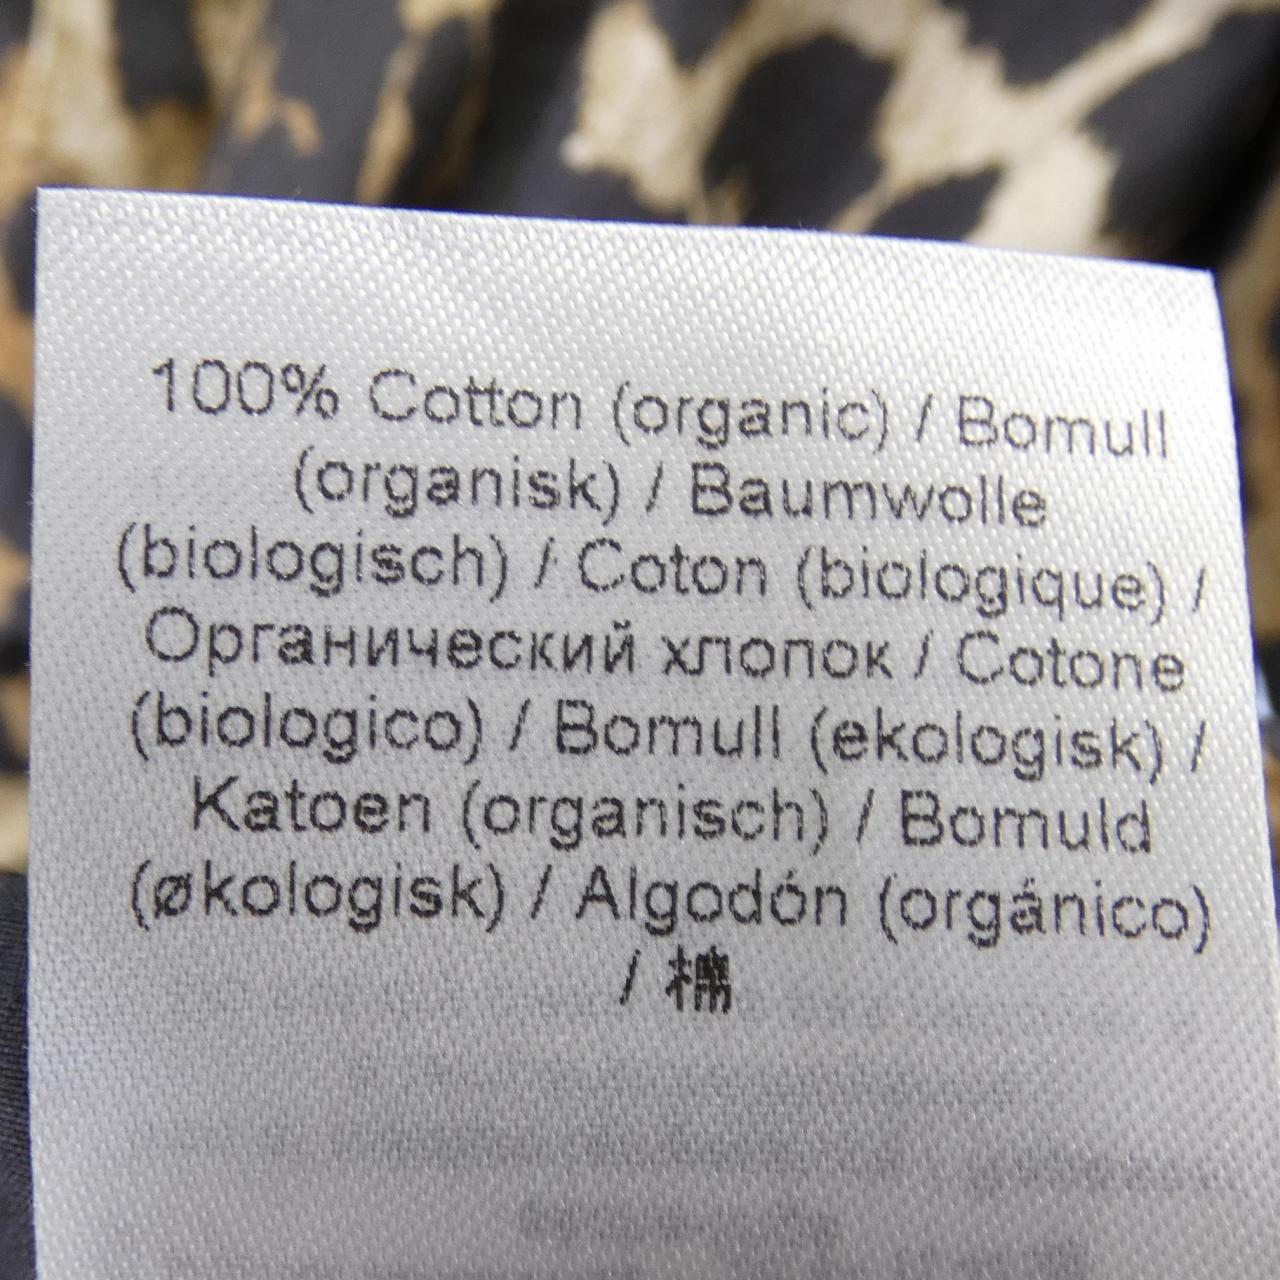 100% Cotton (organic) / Bomull
(organisk) / Baumwolle
(biologisch) / Coton (biologique) /
Органический хлопок / Cotone
(biologico) / Bomull (ekologisk) /
Katoen (organisch) / Bomuld
(økologisk) / Algodón (orgánico)
/